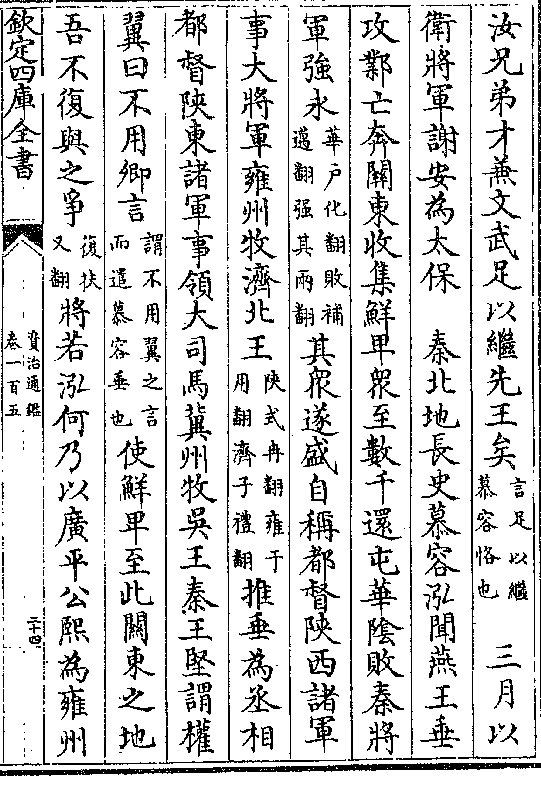 汝兄弟才兼文武足以繼先王矣言足以繼慕容恪也三月以
衛將軍謝安為太保　秦北地長史慕容泓聞燕王垂
攻鄴亡奔關東收集鮮卑衆至數千還屯華陰敗秦將
軍強永華户化翻敗補邁翻强其兩翻其衆遂盛自稱都督陜西諸軍
事大將軍雍州牧濟北王陜式冉翻雍于用翻濟子禮翻推垂為丞相
都督陜東諸軍事領大司馬冀州牧吳王秦王堅謂權
翼曰不用卿言謂不用翼之言而遣慕容垂也使鮮卑至此關東之地
吾不復與之爭復扶又翻將若泓何乃以廣平公熙為雍州
欽定四庫全書
資治通鑑
卷一百五
二十四